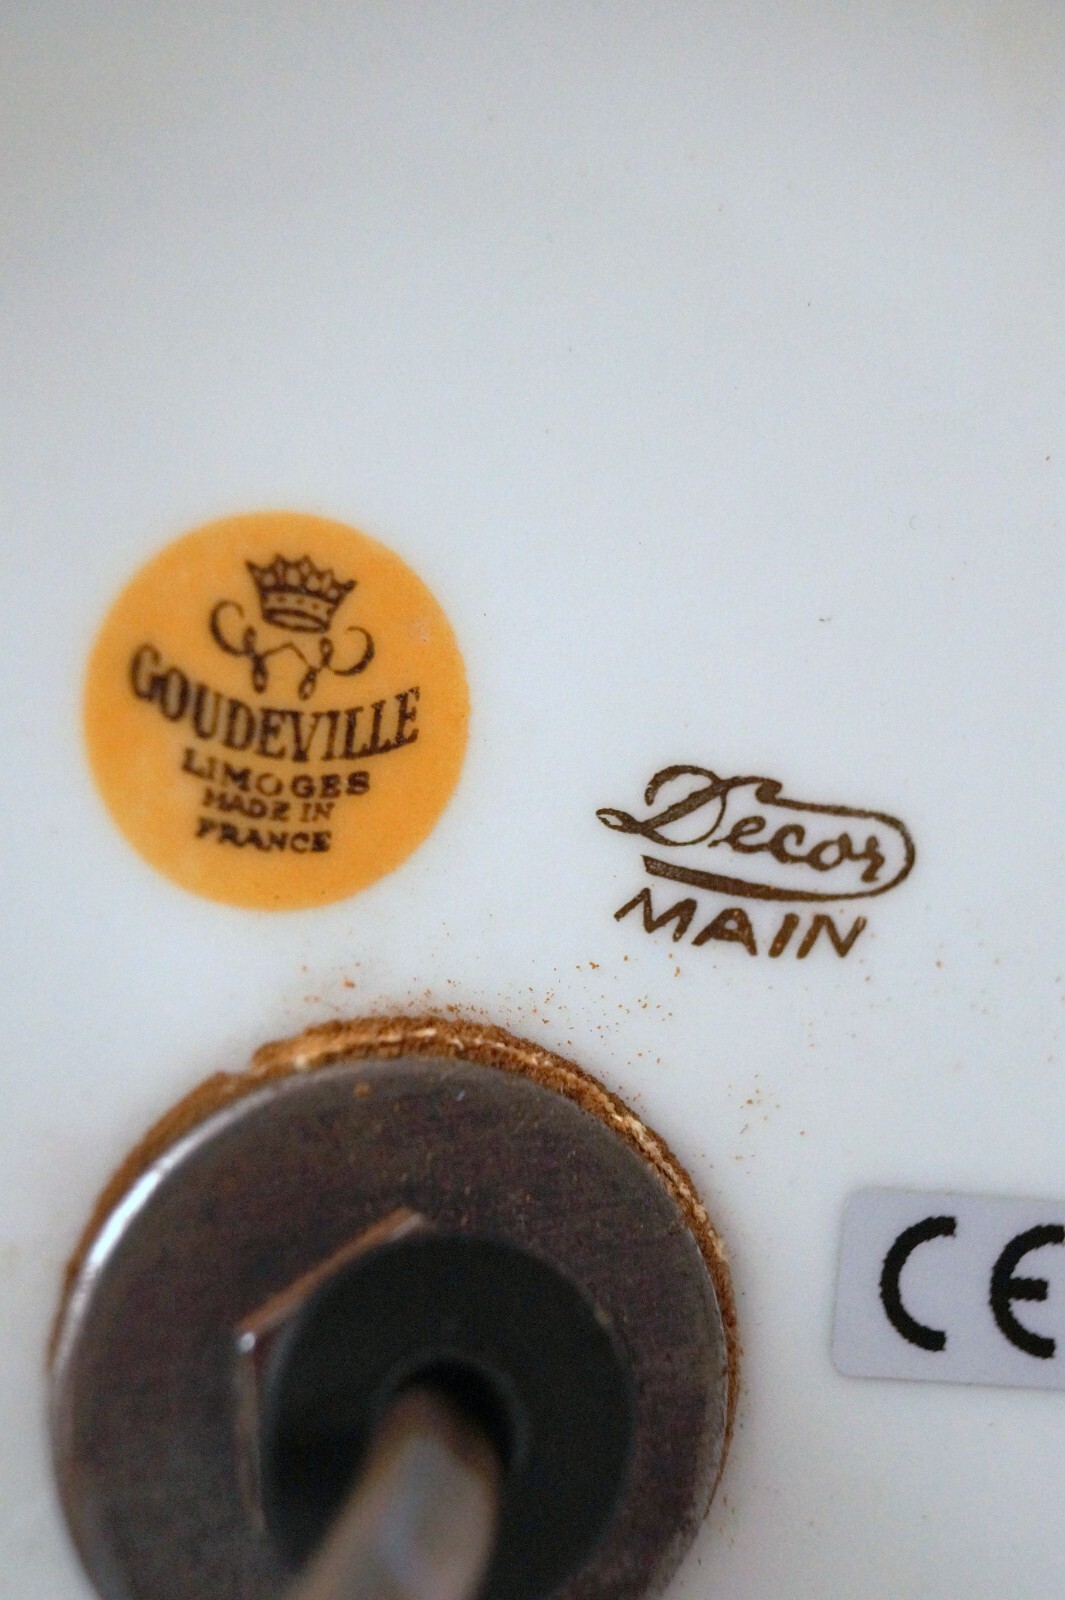 GOUDEVILLE
LIMOGES
MADE IN
FRANCE
Decor
MAIN
CE